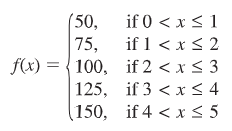 50, if 0 < x ≤ 1
75, if 1 < x ≤ 2
f(x) = { 100, if 2 < x ≤ 3
125, if 3 < x ≤ 4
150, if 4 < x ≤ 5